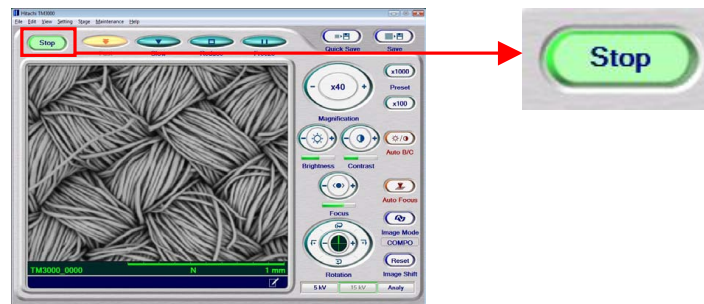 Hitachi TM3000
File Edit View Setting Stage Maintenance Help
Stop
Slow
Reduce
Freeze
Quick Save
Save
Stop
- x40 +
x1000
Preset
x100
Magnification
- +
- +
Auto B/C
Brightness
Contrast
- +
Auto Focus
Focus
Image Mode
COMPO
- +
Reset
Rotation
Image Shift
TM3000_0000
N
1 mm
5 kV
15 kV
Analy